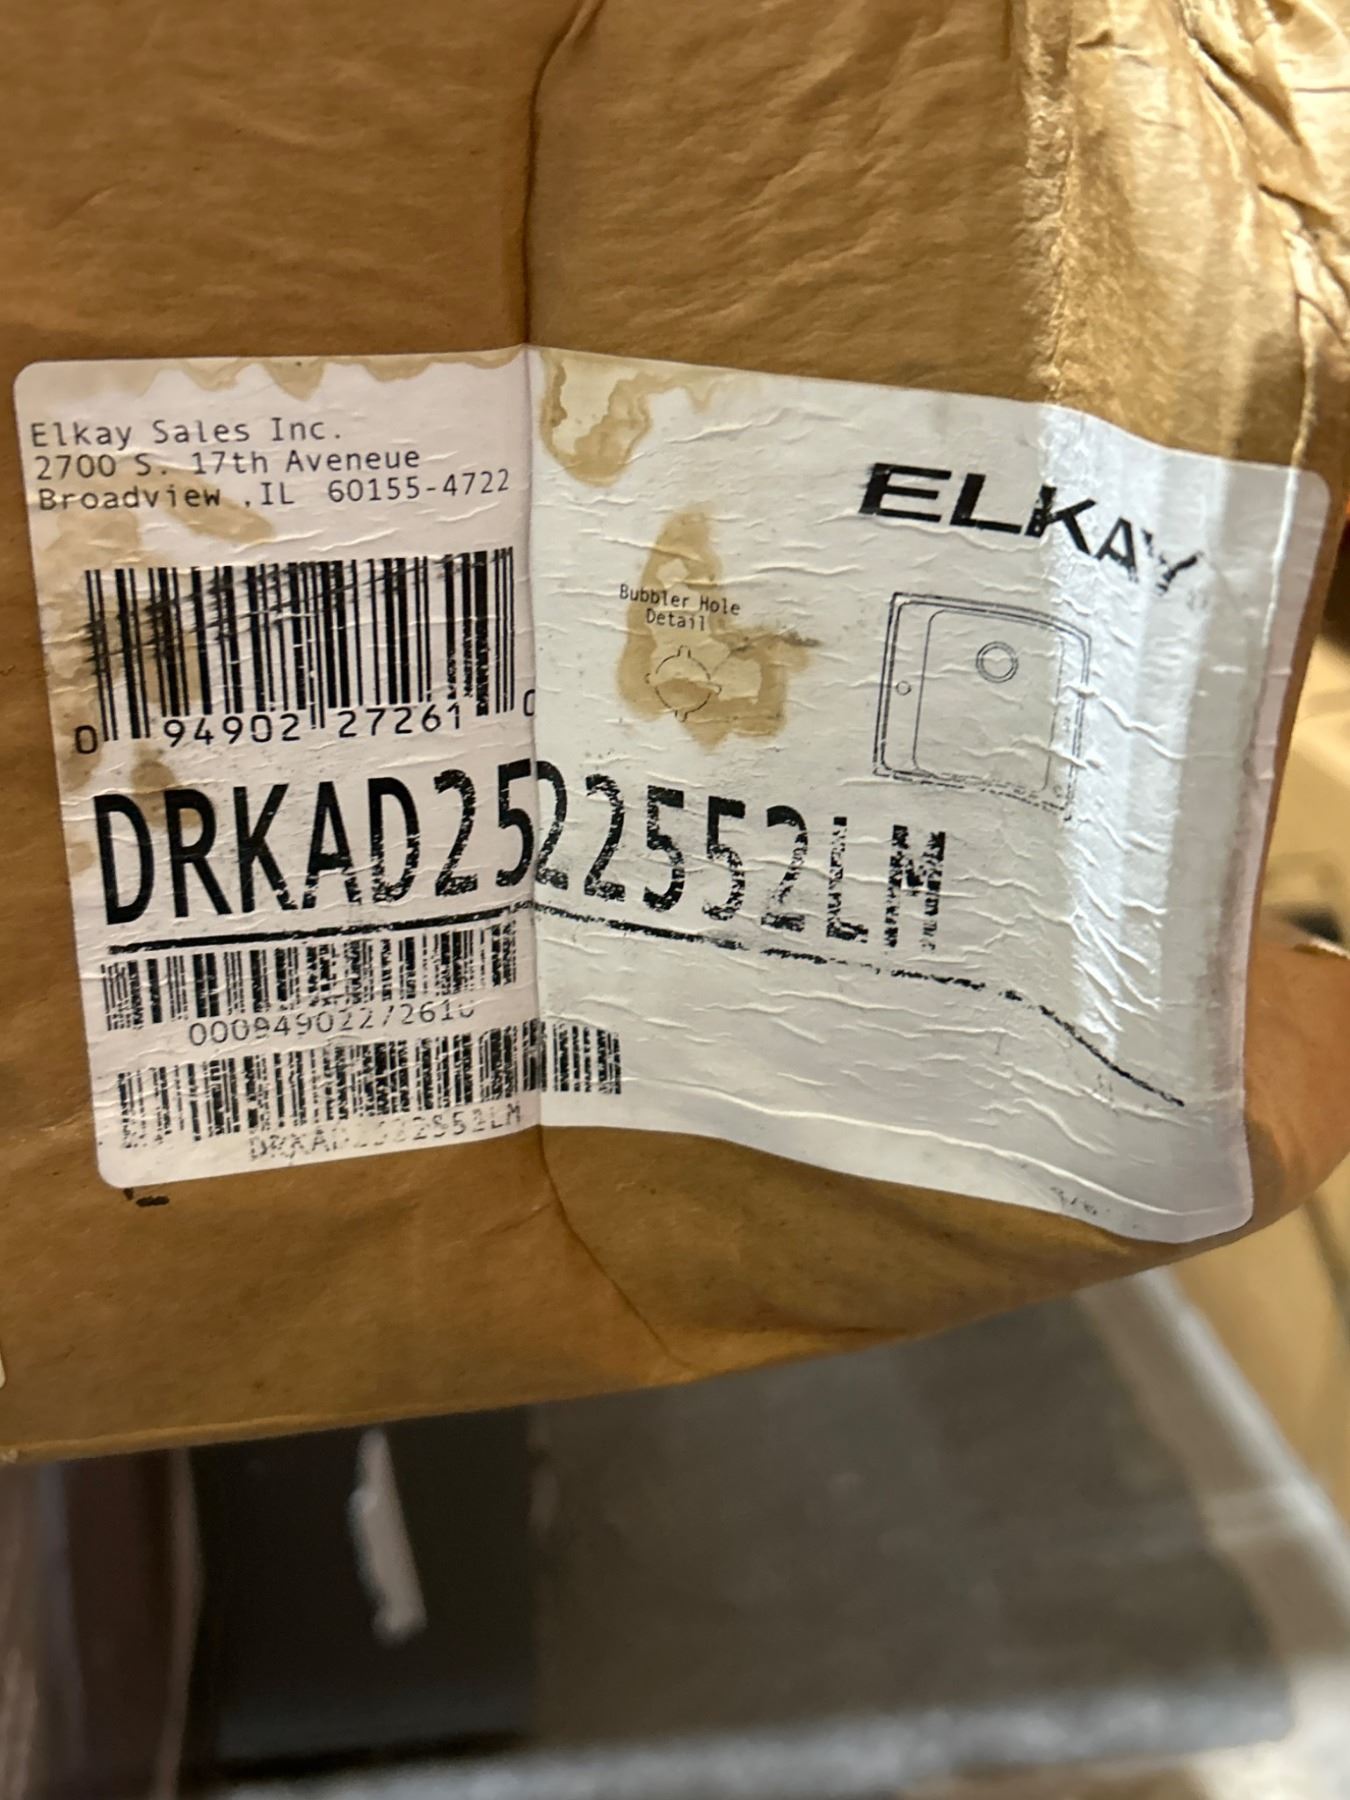 Elkay Sales Inc.
2700 S. 17th Aveneue
Broadview ,IL 60155-4722
ELKAY
Bubbler Hole
Detail
0 94902 27261 0
DRKAD2522552LM
00094902272610
DRKAD2522552LM